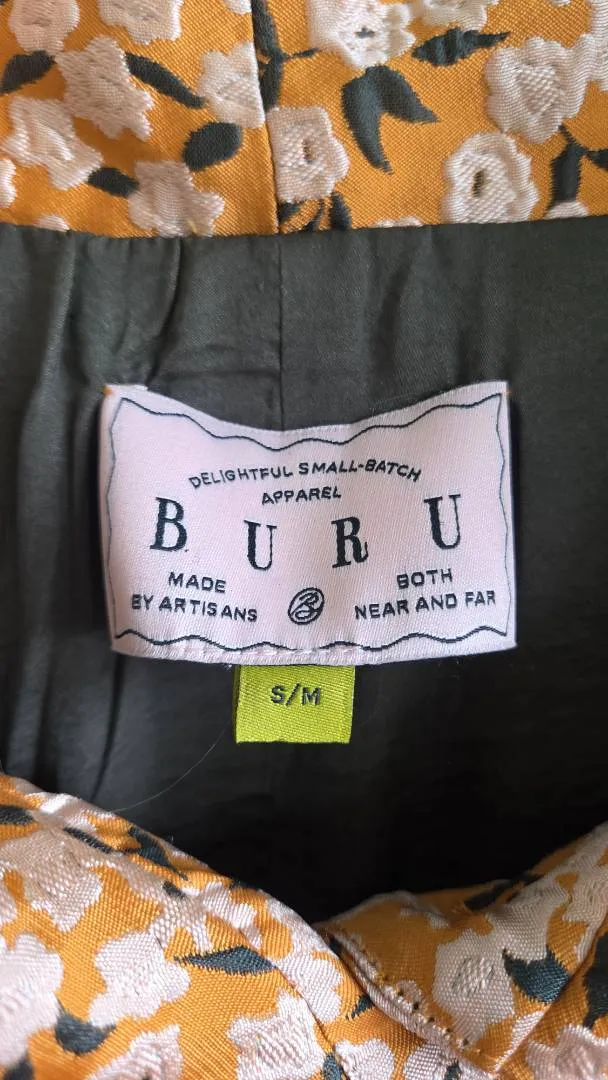 DELIGHTFUL SMALL-BATCH
APPAREL
BURU
MADE
BY ARTISANS
BOTH
NEAR AND FAR
S/M